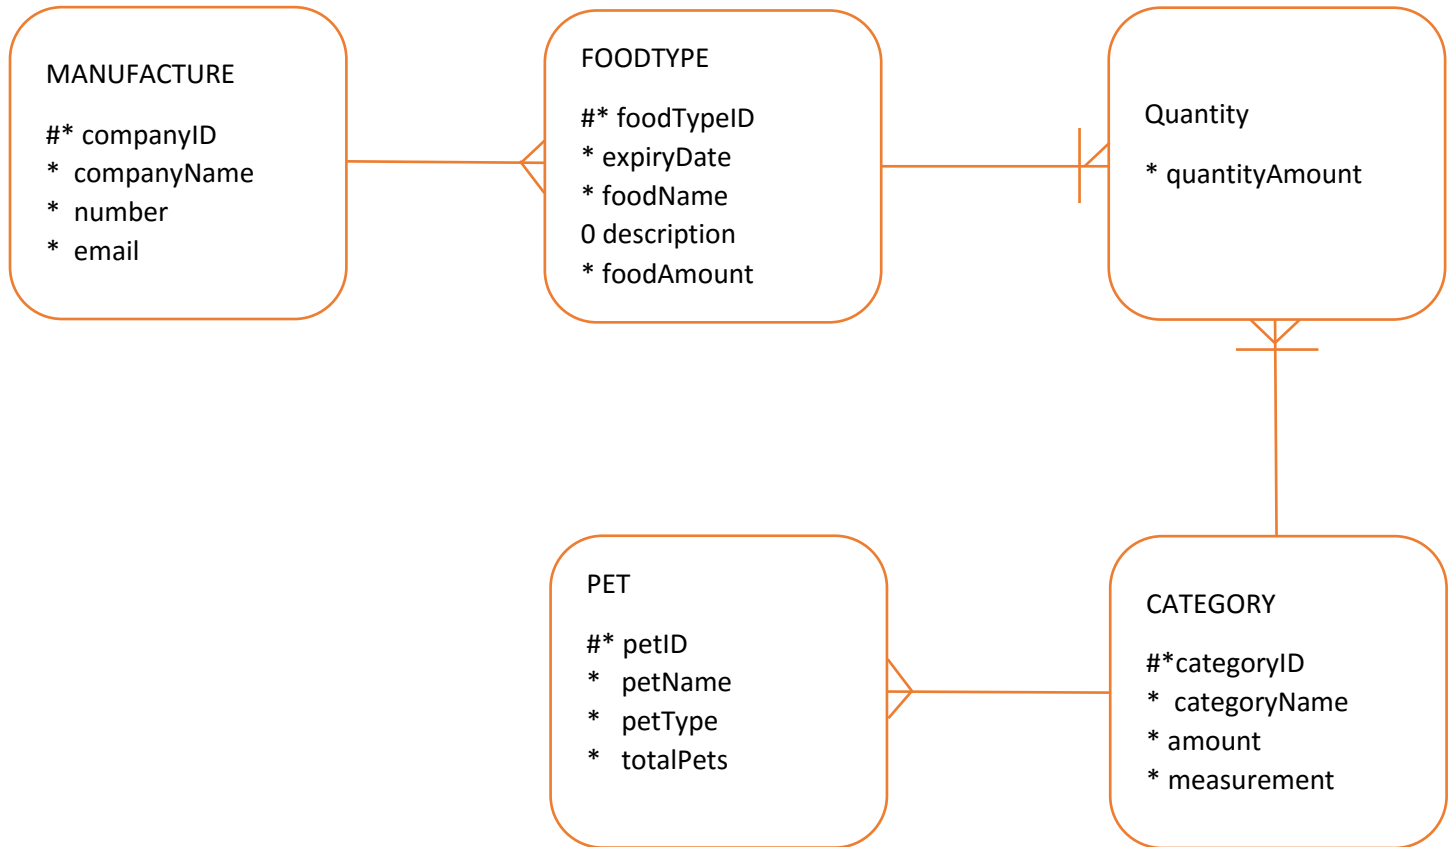 MANUFACTURE
#* companyID
* companyName
* number
* email
FOODTYPE
#* foodTypeID
* expiryDate
* foodName
0 description
* foodAmount
Quantity
* quantityAmount
PET
#* petID
* petName
* petType
* totalPets
CATEGORY
#*categoryID
* categoryName
* amount
* measurement